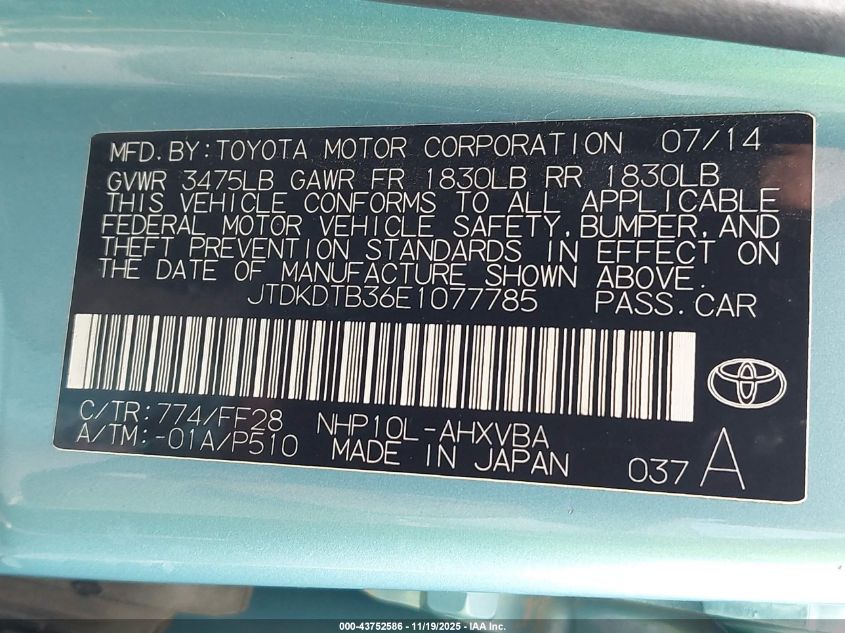 MFD.BY:TOYOTA MOTOR CORPORATION 07/14
GVWR 3475LB GAWR FR 1830LB RR 1830LB
THIS VEHICLE CONFORMS TO ALL APPLICABLE
FEDERAL MOTOR VEHICLE SAFETY,BUMPER,AND
THEFT PREVENTION STANDARDS IN EFFECT ON
THE DATE OF MANUFACTURE SHOWN ABOVE.
JTDKDTB36E1077785 PASS.CAR
C/TR:774/FF28 NHP10L-AHXVBA
A/TM:-01A/P510 MADE IN JAPAN 037 A
000-43752586 - 11/19/2025 - IAA Inc.